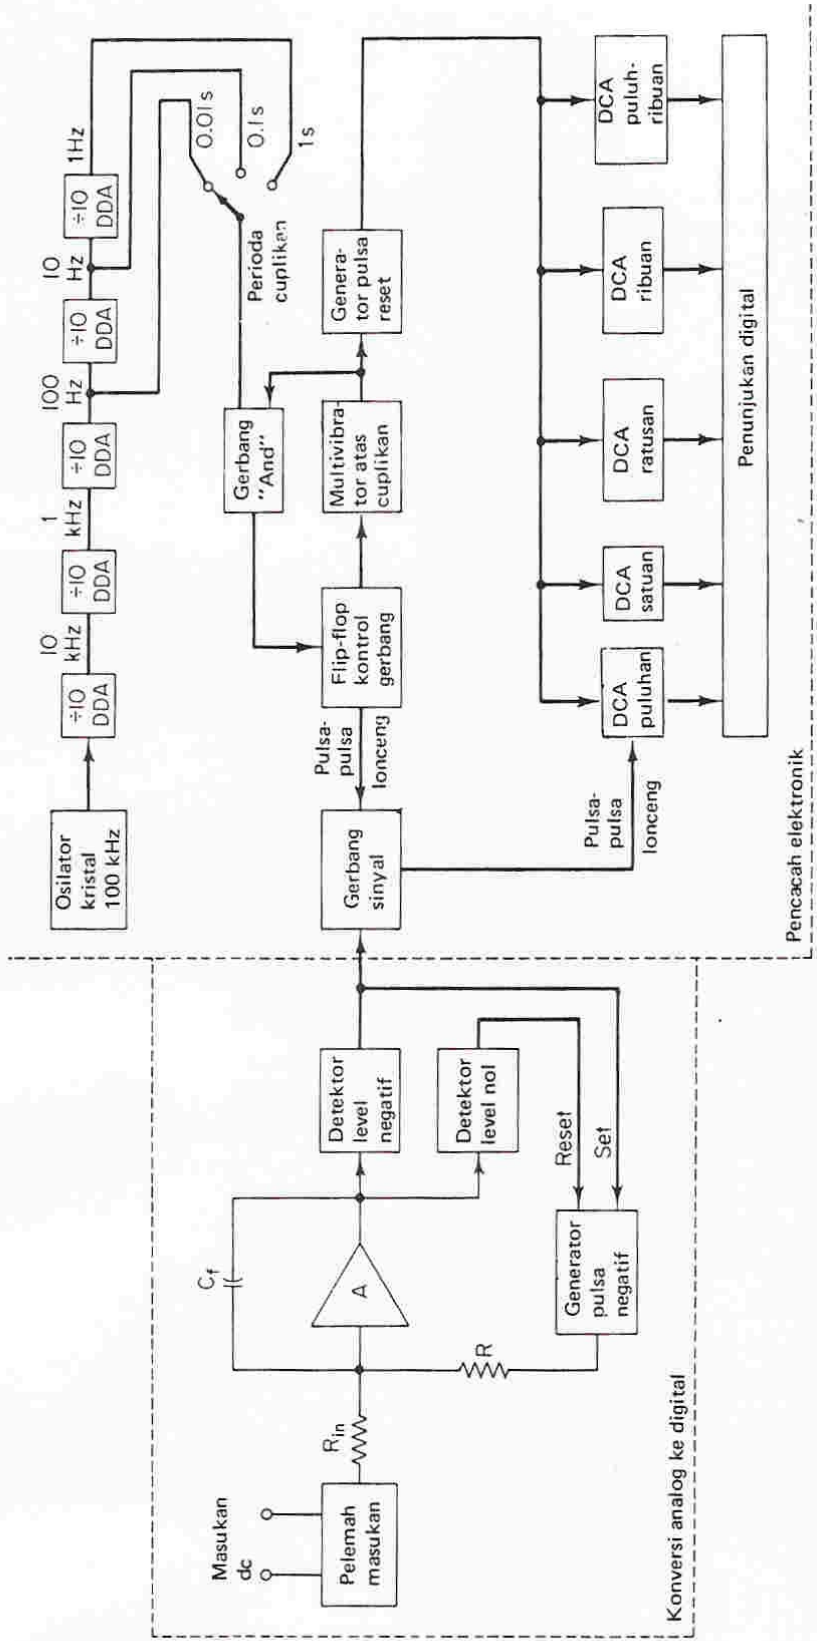 Osilator
kristal
100 kHz
÷10
DDA
10
kHz
÷10
DDA
1
kHz
÷10
DDA
100
Hz
÷10
DDA
10
Hz
÷10
DDA
1Hz
0.01s
0.1s
1s
Perioda
cuplikan
Gerbang
"And"
Masukan
dc
Pelemah
masukan
Rin
Cf
A
R
Detektor
level
negatif
Detektor
level nol
Reset
Set
Generator
pulsa
negatif
Konversi analog ke digital
Gerbang
sinyal
Pulsa-
pulsa
lonceng
Flip-flop
kontrol
gerbang
Multivibra-
tor atas
cuplikan
Genera-
tor pulsa
reset
Pulsa-
pulsa
lonceng
DCA
puluhan
DCA
satuan
DCA
ratusan
DCA
ribuan
DCA
puluh-
ribuan
Penunjukan digital
Pencacah elektronik